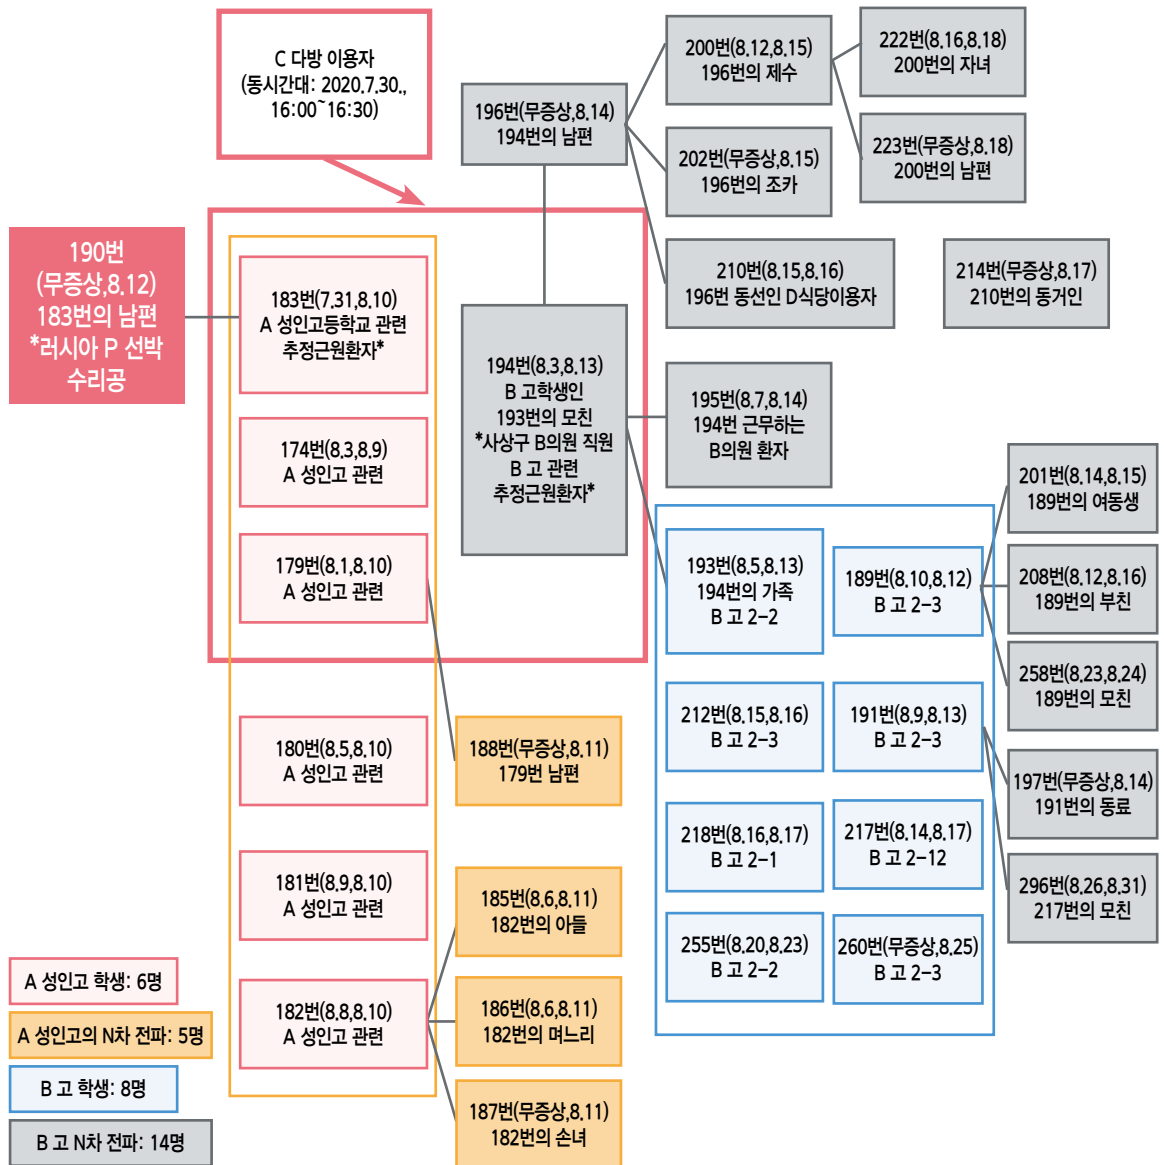 C 다방 이용자
(동시간대: 2020.7.30.,
16:00~16:30)
196번(무증상,8.14)
194번의 남편
200번(8.12,8.15)
196번의 제수
222번(8.16,8.18)
200번의 자녀
202번(무증상,8.15)
196번의 조카
223번(무증상,8.18)
200번의 남편
210번(8.15,8.16)
196번 동선인 D식당이용자
214번(무증상,8.17)
210번의 동거인
190번
(무증상,8.12)
183번의 남편
*러시아 P 선박
수리공
183번(7.31,8.10)
A 성인고등학교 관련
추정근원환자*
174번(8.3,8.9)
A 성인고 관련
179번(8.1,8.10)
A 성인고 관련
194번(8.3,8.13)
B 고학생인
193번의 모친
*사상구 B의원 직원
B 고 관련
추정근원환자*
195번(8.7,8.14)
194번 근무하는
B의원 환자
193번(8.5,8.13)
194번의 가족
B 고 2-2
189번(8.10,8.12)
B 고 2-3
201번(8.14,8.15)
189번의 여동생
208번(8.12,8.16)
189번의 부친
258번(8.23,8.24)
189번의 모친
212번(8.15,8.16)
B 고 2-3
191번(8.9,8.13)
B 고 2-3
197번(무증상,8.14)
191번의 동료
218번(8.16,8.17)
B 고 2-1
217번(8.14,8.17)
B 고 2-12
296번(8.26,8.31)
217번의 모친
255번(8.20,8.23)
B 고 2-2
260번(무증상,8.25)
B 고 2-3
180번(8.5,8.10)
A 성인고 관련
188번(무증상,8.11)
179번 남편
181번(8.9,8.10)
A 성인고 관련
182번(8.8,8.10)
A 성인고 관련
185번(8.6,8.11)
182번의 아들
186번(8.6,8.11)
182번의 며느리
187번(무증상,8.11)
182번의 손녀
A 성인고 학생: 6명
A 성인고의 N차 전파: 5명
B 고 학생: 8명
B 고 N차 전파: 14명